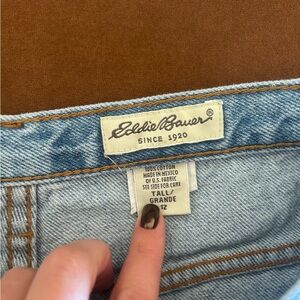 Eddie Bauer®
SINCE 1920
100% COTTON
MADE IN MEXICO
OF U.S. FABRIC
SEE SIDE FOR CARE
TALL/
GRANDE
12